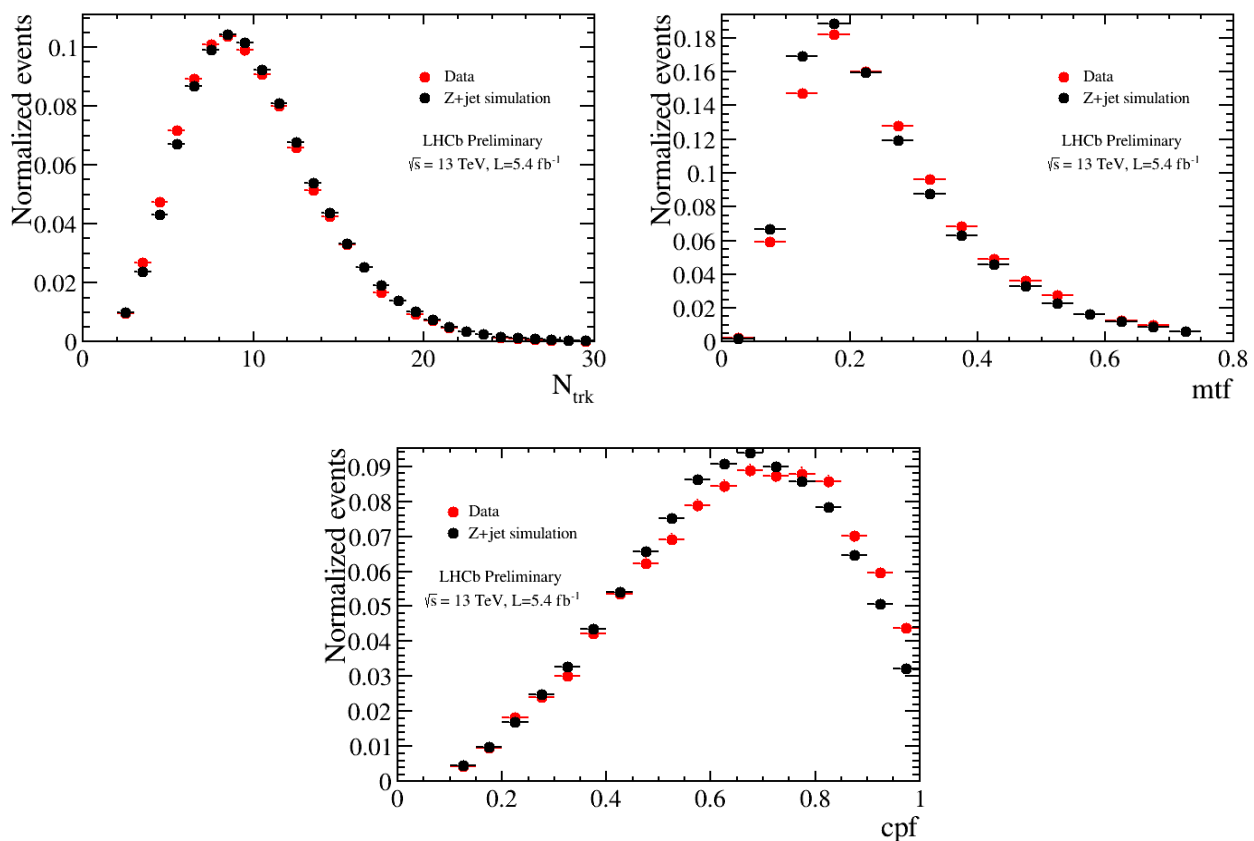 Normalized events
0.1
0.08
0.06
0.04
0.02
0
Data
Z+jet simulation
LHCb Preliminary
√s = 13 TeV, L=5.4 fb⁻¹
0 10 20 30
N_trk
Normalized events
0.18
0.16
0.14
0.12
0.1
0.08
0.06
0.04
0.02
0
Data
Z+jet simulation
LHCb Preliminary
√s = 13 TeV, L=5.4 fb⁻¹
0 0.2 0.4 0.6 0.8
mtf
Normalized events
0.09
0.08
0.07
0.06
0.05
0.04
0.03
0.02
0.01
0
Data
Z+jet simulation
LHCb Preliminary
√s = 13 TeV, L=5.4 fb⁻¹
0 0.2 0.4 0.6 0.8 1
cpf